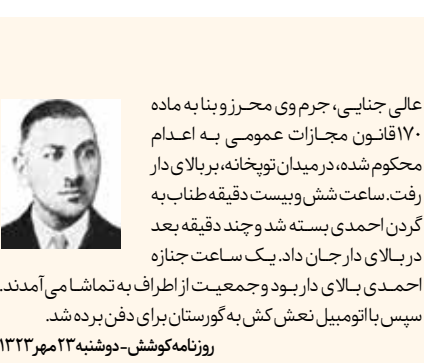 عالی جنایی، جرم وی محرز و بنا به ماده
۱۷۰ قانون مجازات عمومی به اعدام
محکوم شده، در میدان توپخانه، بر بالای دار
رفت. ساعت شش و بیست دقیقه طناب به
گردن احمدی بسته شد و چند دقیقه بعد
در بالای دار جان داد. یک ساعت جنازه
احمدی بالای دار بود و جمعیت از اطراف به تماشا می‌آمدند.
سپس با اتومبیل نعش کش به گورستان برای دفن برده شد.
روزنامه کوشش - دوشنبه ۲۳ مهر ۱۳۲۳